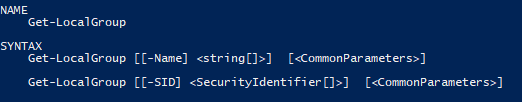 NAME
Get-LocalGroup
SYNTAX
Get-LocalGroup [[-Name] <string[]>] [<CommonParameters>]
Get-LocalGroup [[-SID] <SecurityIdentifier[]>] [<CommonParameters>]